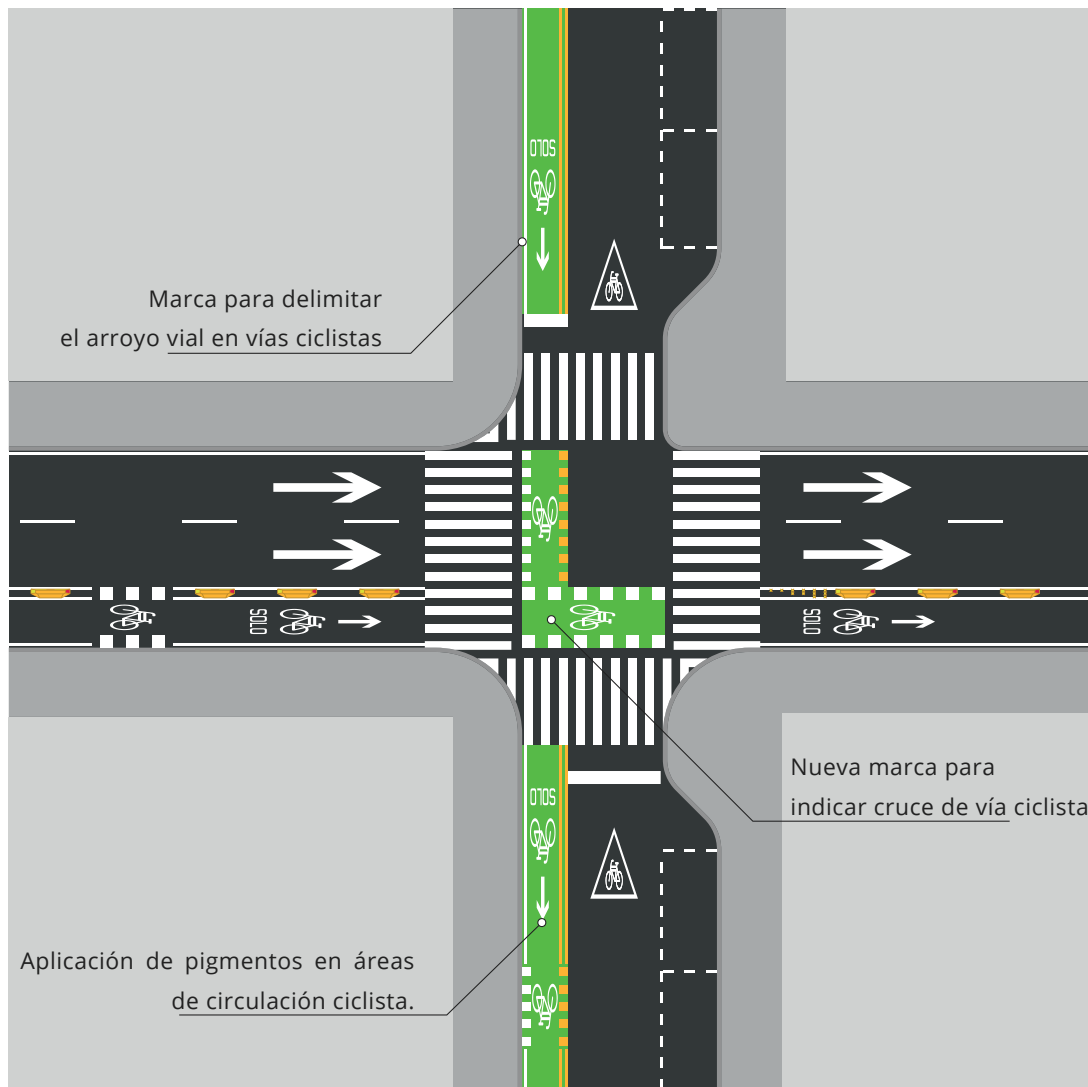 SOLO
Marca para delimitar
el arroyo vial en vías ciclistas
SOLO
SOLO
Nueva marca para
indicar cruce de vía ciclista
SOLO
Aplicación de pigmentos en áreas
de circulación ciclista.